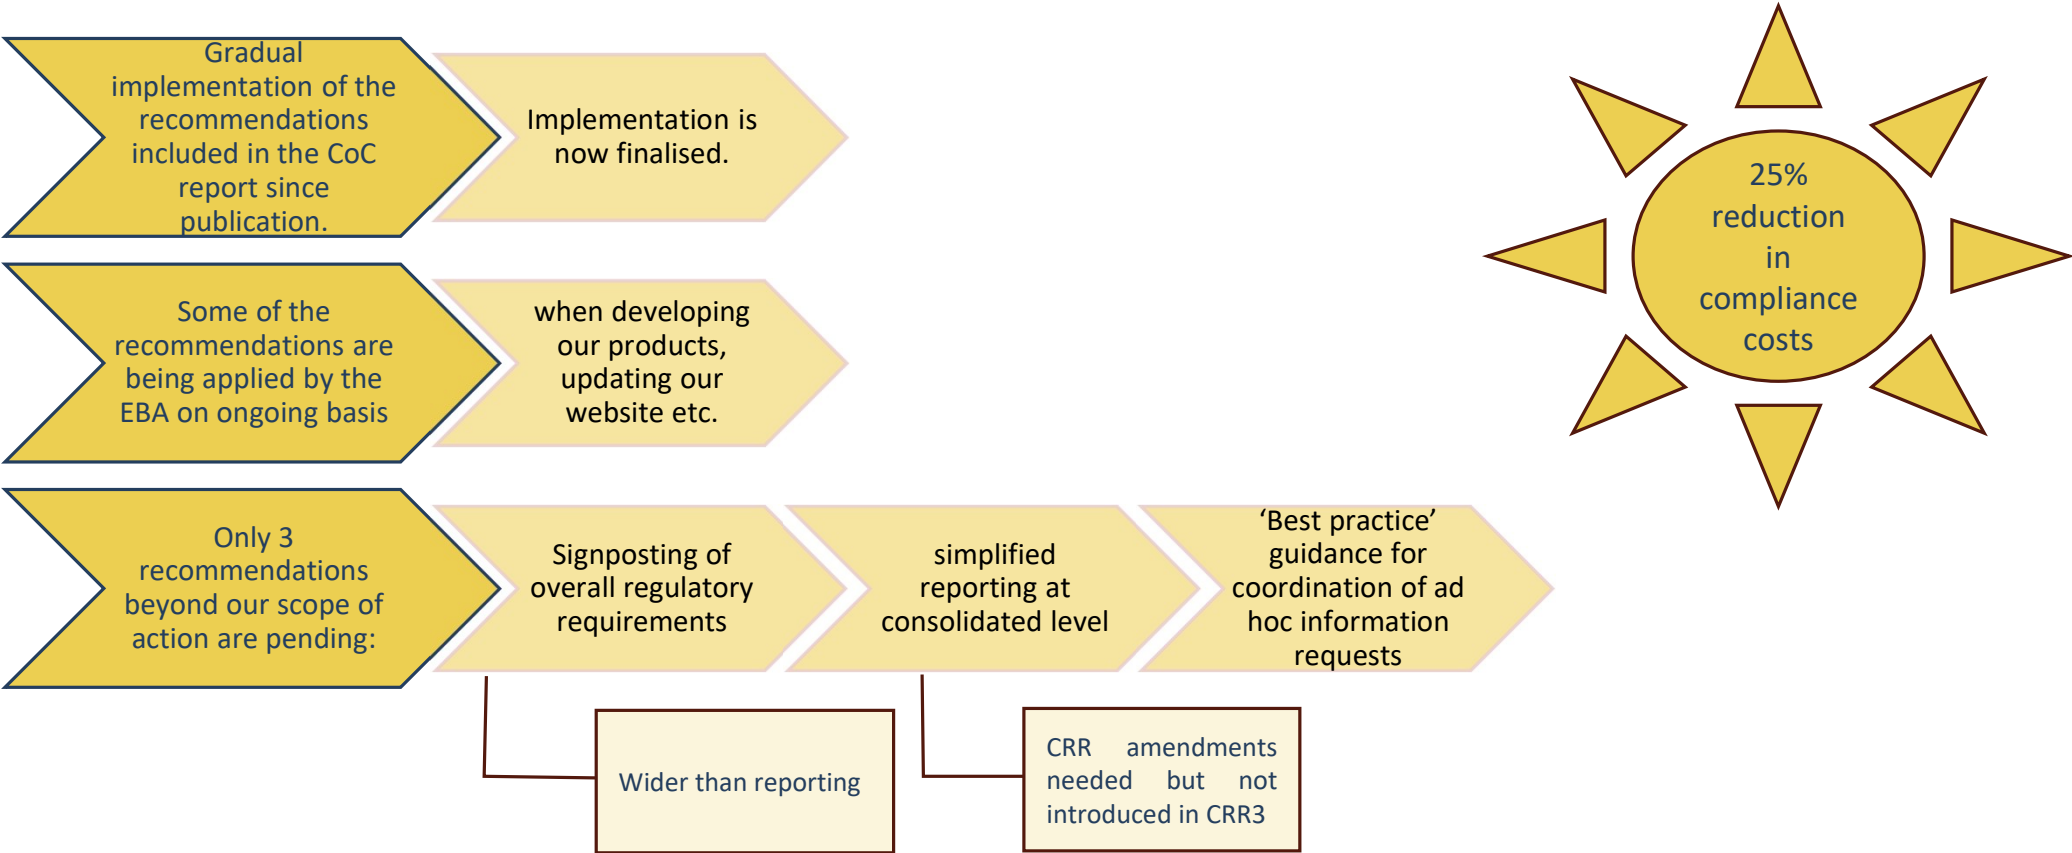 Gradual
implementation of the
recommendations
included in the CoC
report since
publication.
Implementation is
now finalised.
25%
reduction
in
compliance
costs
Some of the
recommendations are
being applied by the
EBA on ongoing basis
when developing
our products,
updating our
website etc.
Only 3
recommendations
beyond our scope of
action are pending:
Signposting of
overall regulatory
requirements
simplified
reporting at
consolidated level
‘Best practice’
guidance for
coordination of ad
hoc information
requests
Wider than reporting
CRR amendments
needed but not
introduced in CRR3